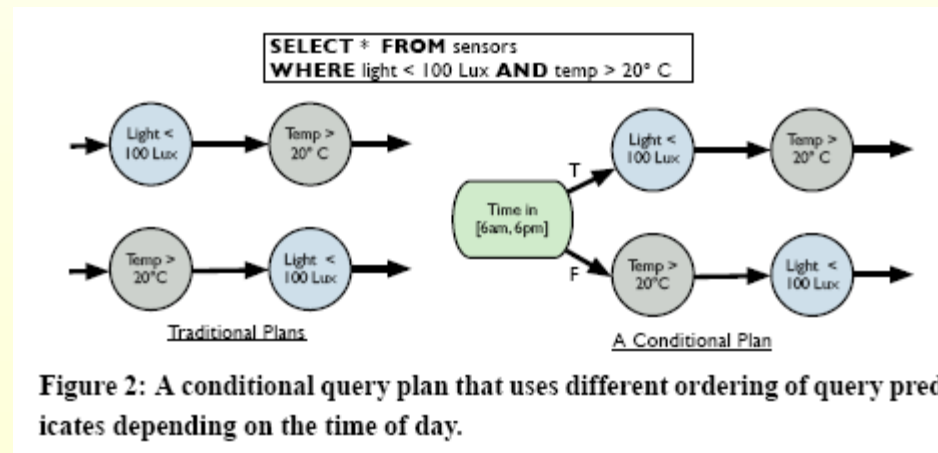 SELECT * FROM sensors
WHERE light < 100 Lux AND temp > 20° C
Light <
100 Lux
Temp >
20° C
Temp >
20°C
Light <
100 Lux
Traditional Plans
Time in
[6am, 6pm]
T
F
Light <
100 Lux
Temp >
20° C
Temp >
20°C
Light <
100 Lux
A Conditional Plan
Figure 2: A conditional query plan that uses different ordering of query pred
icates depending on the time of day.